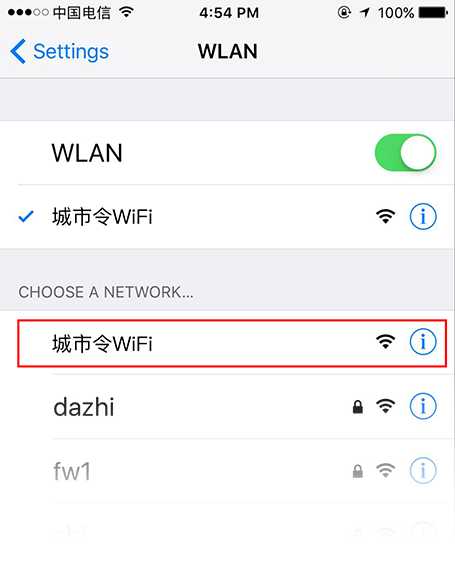 中国电信 4:54 PM 100%
Settings WLAN
WLAN
城市令WiFi
CHOOSE A NETWORK...
城市令WiFi
dazhi
fw1